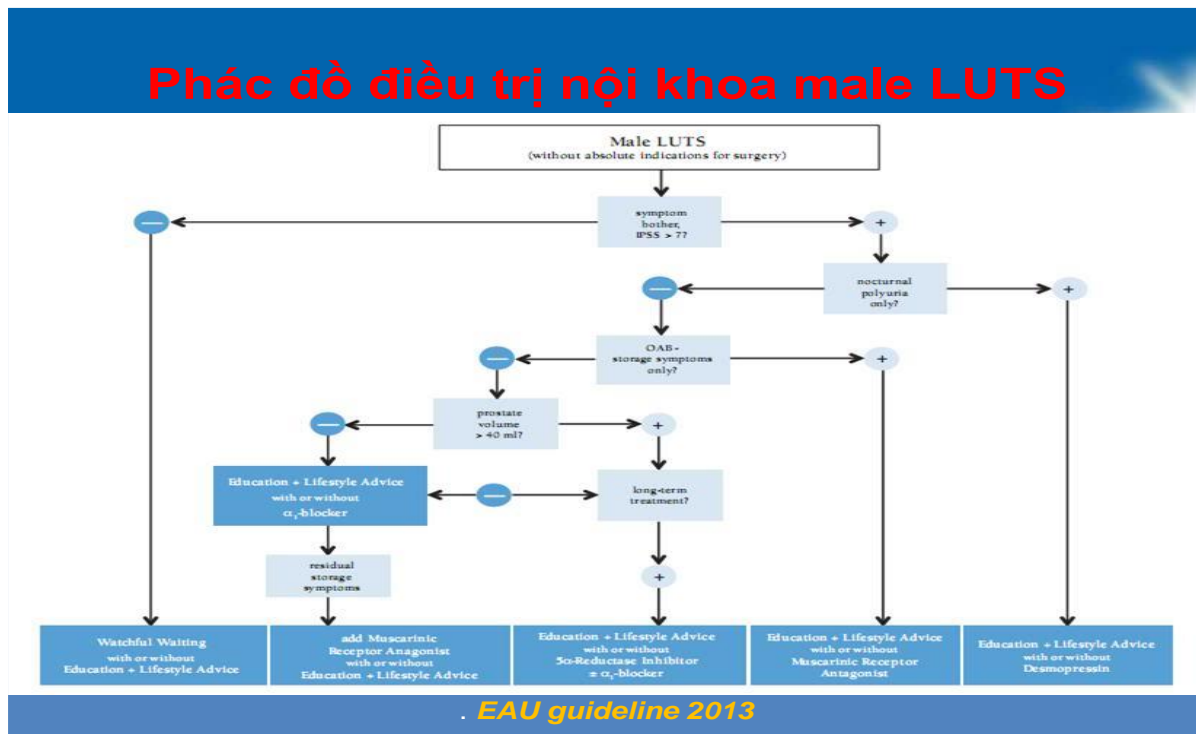 Phác đồ điều trị nội khoa male LUTS
Male LUTS
(without absolute indications for surgery)
symptom
bother,
IPSS > 7?
—
+
nocturnal
polyuria
only?
—
+
OAB-
storage symptoms
only?
—
+
prostate
volume
> 40 ml?
—
+
Education + Lifestyle Advice
with or without
α₁-blocker
—
long-term
treatment?
residual
storage
symptoms
+
Watchful Waiting
with or without
Education + Lifestyle Advice
add Muscarinic
Receptor Anagonist
with or without
Education + Lifestyle Advice
Education + Lifestyle Advice
with or without
5α-Reductase Inhibitor
± α₁-blocker
Education + Lifestyle Advice
with or without
Muscarinic Receptor
Antagonist
Education + Lifestyle Advice
with or without
Desmopressin
. EAU guideline 2013